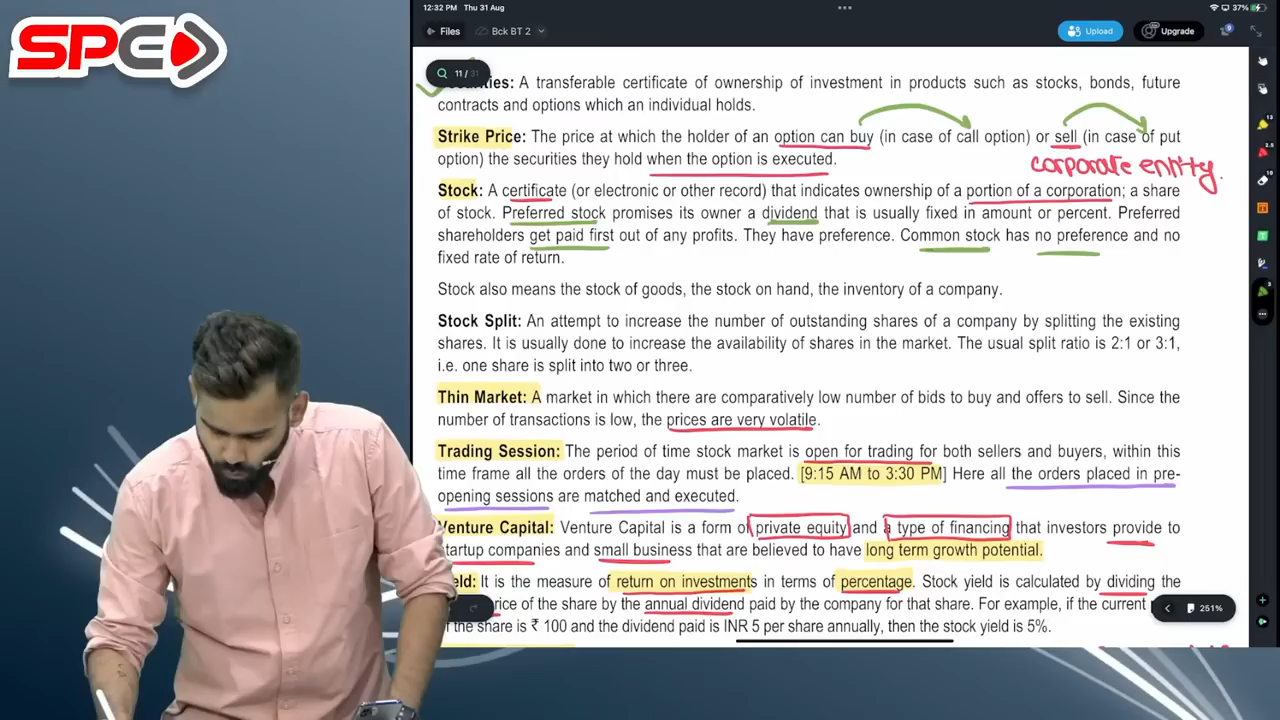 SPC
12:32 PM Thu 31 Aug
37%
Files
Bck BT 2
Upload
Upgrade
11 / 31
A transferable certificate of ownership of investment in products such as stocks, bonds, future
contracts and options which an individual holds.
Strike Price: The price at which the holder of an option can buy (in case of call option) or sell (in case of put
option) the securities they hold when the option is executed.
corporate entity.
Stock: A certificate (or electronic or other record) that indicates ownership of a portion of a corporation; a share
of stock. Preferred stock promises its owner a dividend that is usually fixed in amount or percent. Preferred
shareholders get paid first out of any profits. They have preference. Common stock has no preference and no
fixed rate of return.
Stock also means the stock of goods, the stock on hand, the inventory of a company.
Stock Split: An attempt to increase the number of outstanding shares of a company by splitting the existing
shares. It is usually done to increase the availability of shares in the market. The usual split ratio is 2:1 or 3:1,
i.e. one share is split into two or three.
Thin Market: A market in which there are comparatively low number of bids to buy and offers to sell. Since the
number of transactions is low, the prices are very volatile.
Trading Session: The period of time stock market is open for trading for both sellers and buyers, within this
time frame all the orders of the day must be placed. [9:15 AM to 3:30 PM] Here all the orders placed in pre-
opening sessions are matched and executed.
Venture Capital: Venture Capital is a form of private equity and a type of financing that investors provide to
startup companies and small business that are believed to have long term growth potential.
It is the measure of return on investments in terms of percentage. Stock yield is calculated by dividing the
price of the share by the annual dividend paid by the company for that share. For example, if the current
of the share is ₹ 100 and the dividend paid is INR 5 per share annually, then the stock yield is 5%.
251%